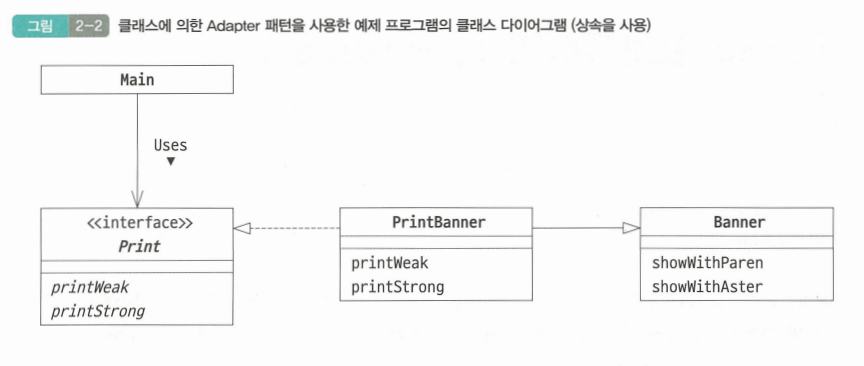 그림 2-2 클래스에 의한 Adapter 패턴을 사용한 예제 프로그램의 클래스 다이어그램 (상속을 사용)
Main
Uses
▼
<<interface>>
Print
printWeak
printStrong
PrintBanner
printWeak
printStrong
Banner
showWithParen
showWithAster